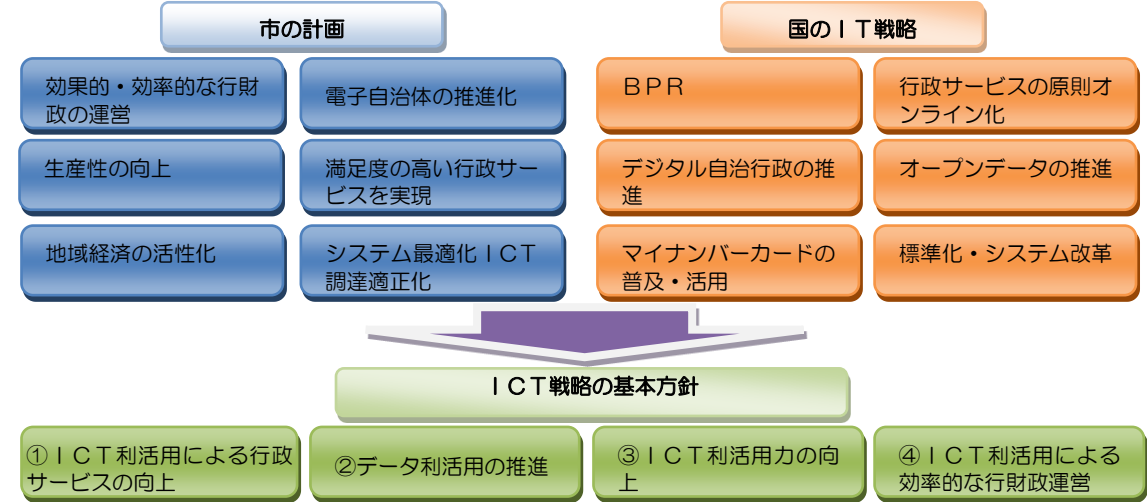 市の計画
国のＩＴ戦略
効果的・効率的な行財
政の運営
電子自治体の推進化
ＢＰＲ
行政サービスの原則オ
ンライン化
生産性の向上
満足度の高い行政サー
ビスを実現
デジタル自治行政の推
進
オープンデータの推進
地域経済の活性化
システム最適化ＩＣＴ
調達適正化
マイナンバーカードの
普及・活用
標準化・システム改革
ＩＣＴ戦略の基本方針
①ＩＣＴ利活用による行政
サービスの向上
②データ利活用の推進
③ＩＣＴ利活用力の向
上
④ＩＣＴ利活用による
効率的な行財政運営